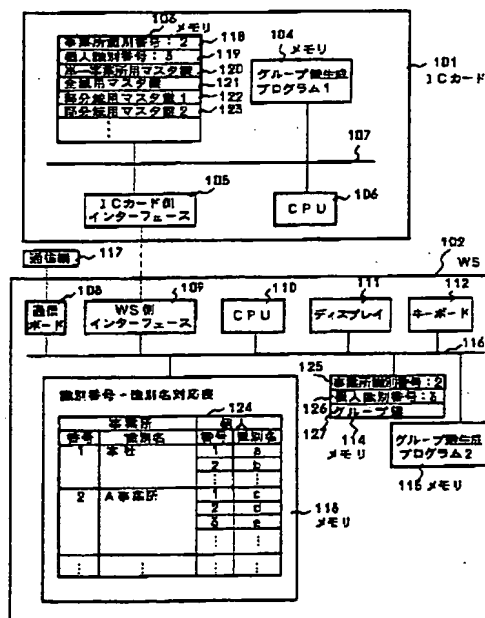 103
メモリ
事業所識別番号:2
118
個人識別番号:3
119
単一事業所用マスタ鍵
120
全域用マスタ鍵
121
部分鍵用マスタ鍵1
122
部分鍵用マスタ鍵2
123
104
メモリ
グループ鍵生成
プログラム1
101
ICカード
107
105
ICカード側
インターフェース
CPU
106
通信網
117
102
WS
108
通信
ボード
109
WS側
インターフェース
110
CPU
111
ディスプレイ
112
キーボード
116
識別番号-識別名対応表
124
事業所 個人
番号 識別名 番号 識別名
1 本社 1 a
2 b
2 A事業所 1 c
2 d
3 e
113
メモリ
125
事業所識別番号:2
126
個人識別番号:3
127
グループ鍵
114
メモリ
グループ鍵生成
プログラム2
115 メモリ